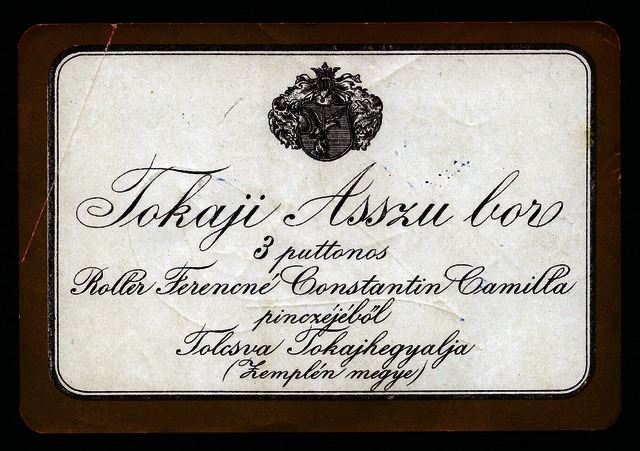 Tokaji Asszu bor
3 puttonos
Roller Ferencné Constantin Camilla
pinczéjéből
Tolcsva Tokajhegyalja
(Zemplén megye)